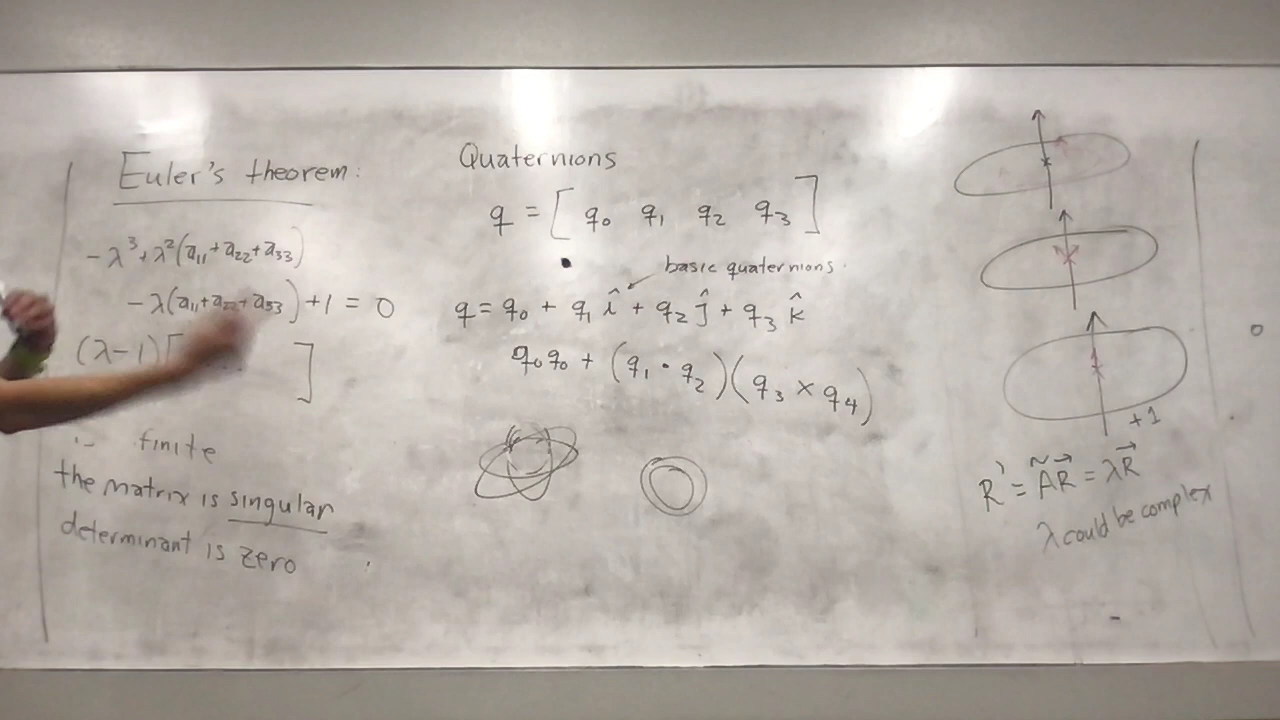 Euler's theorem:
-λ³+λ²(a₁₁+a₂₂+a₃₃)
-λ(a₁₁+a₂₂+a₃₃)+1=0
(λ-1)[ ]
∵ finite
the matrix is singular
determinant is zero
Quaternions
q = [ q₀ q₁ q₂ q₃ ]
basic quaternions.
q = q₀ + q₁ î + q₂ ĵ + q₃ k̂
q₀q₀ + (q₁ · q₂)(q₃ × q₄)
+1
R' = ÃR⃗ = λR⃗
λ could be complex